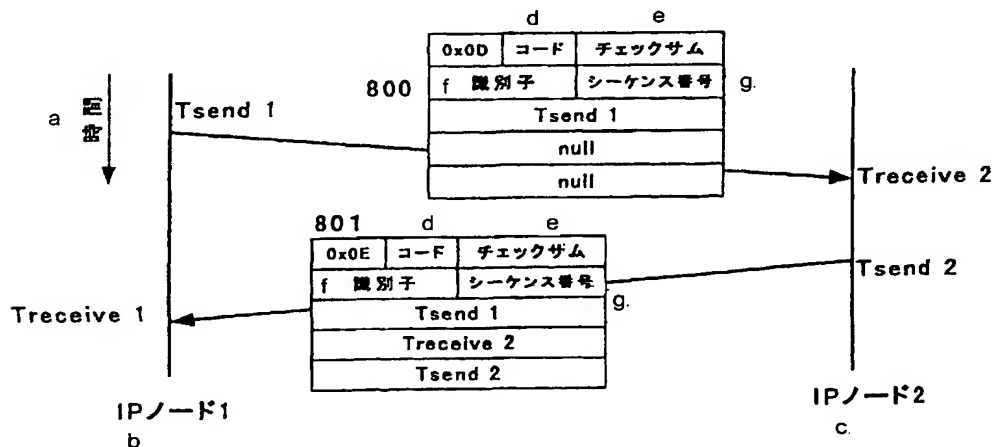 d e
0x0D コード チェックサム
800 f 識別子 シーケンス番号 g.
a 時間
Tsend 1
Tsend 1
null
null
Treceive 2
801 d e
0x0E コード チェックサム
f 識別子 シーケンス番号 g.
Tsend 2
Treceive 1
Tsend 1
Treceive 2
Tsend 2
IPノード1
b
IPノード2
c.